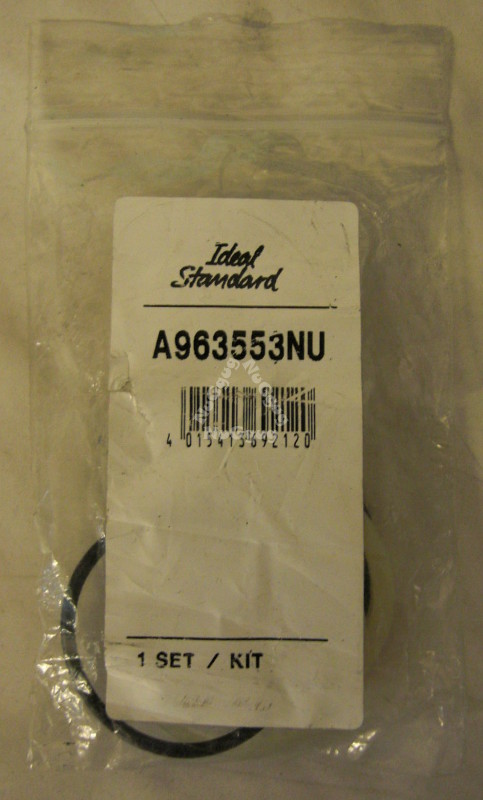 Ideal
Standard
A963553NU
4 015413 692120
1 SET / KIT